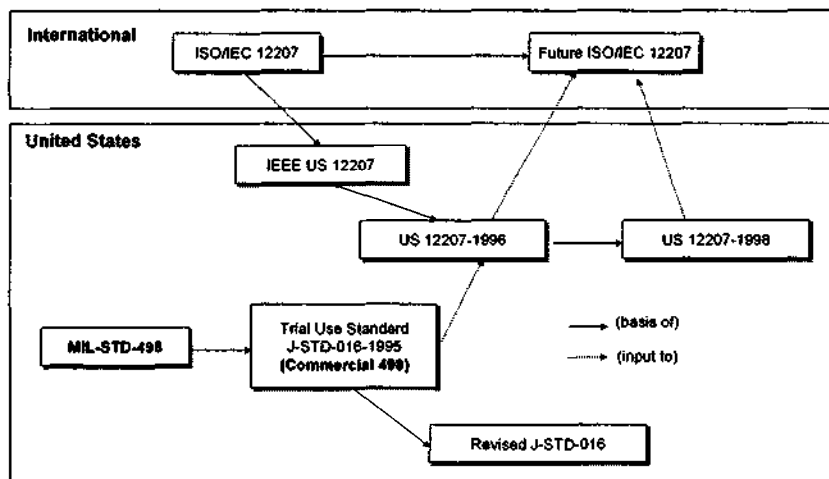 International
ISO/IEC 12207
Future ISO/IEC 12207
United States
IEEE US 12207
US 12207-1996
US 12207-1998
MIL-STD-498
Trial Use Standard
J-STD-016-1995
(Commercial 498)
(basis of)
(input to)
Revised J-STD-016